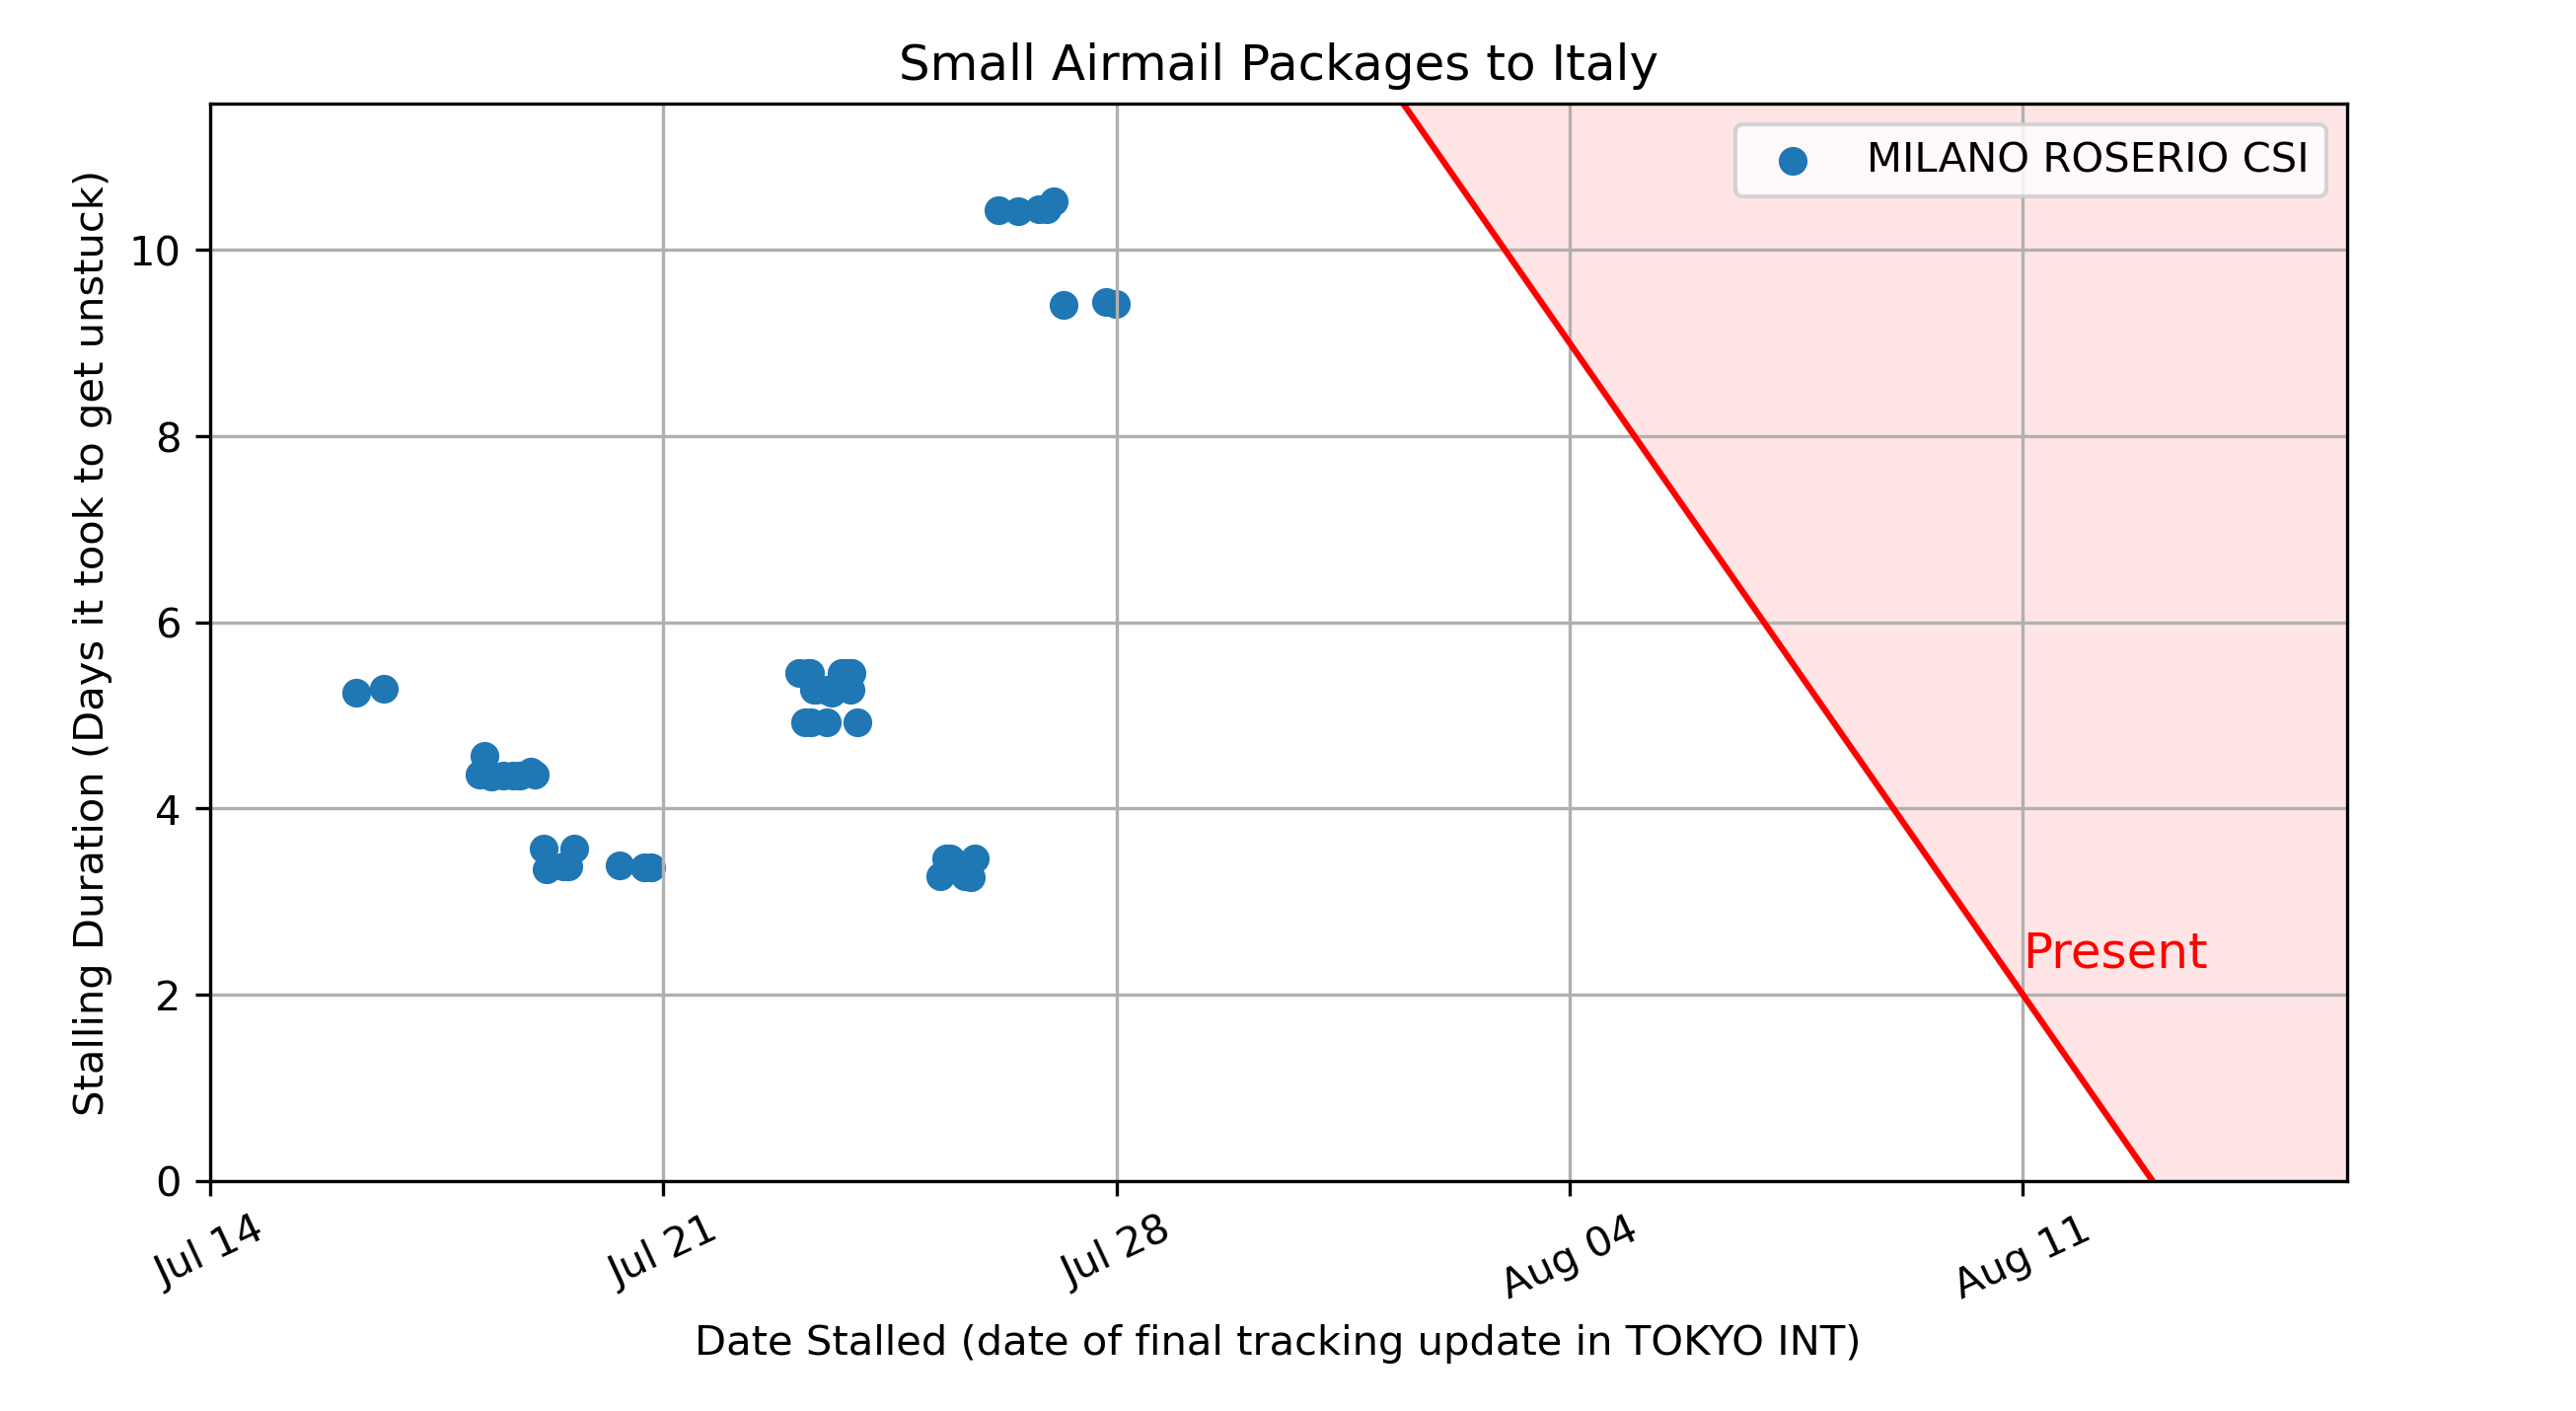 Small Airmail Packages to Italy
MILANO ROSERIO CSI
Stalling Duration (Days it took to get unstuck)
10
8
6
4
2
0
Present
Jul 14
Jul 21
Jul 28
Aug 04
Aug 11
Date Stalled (date of final tracking update in TOKYO INT)